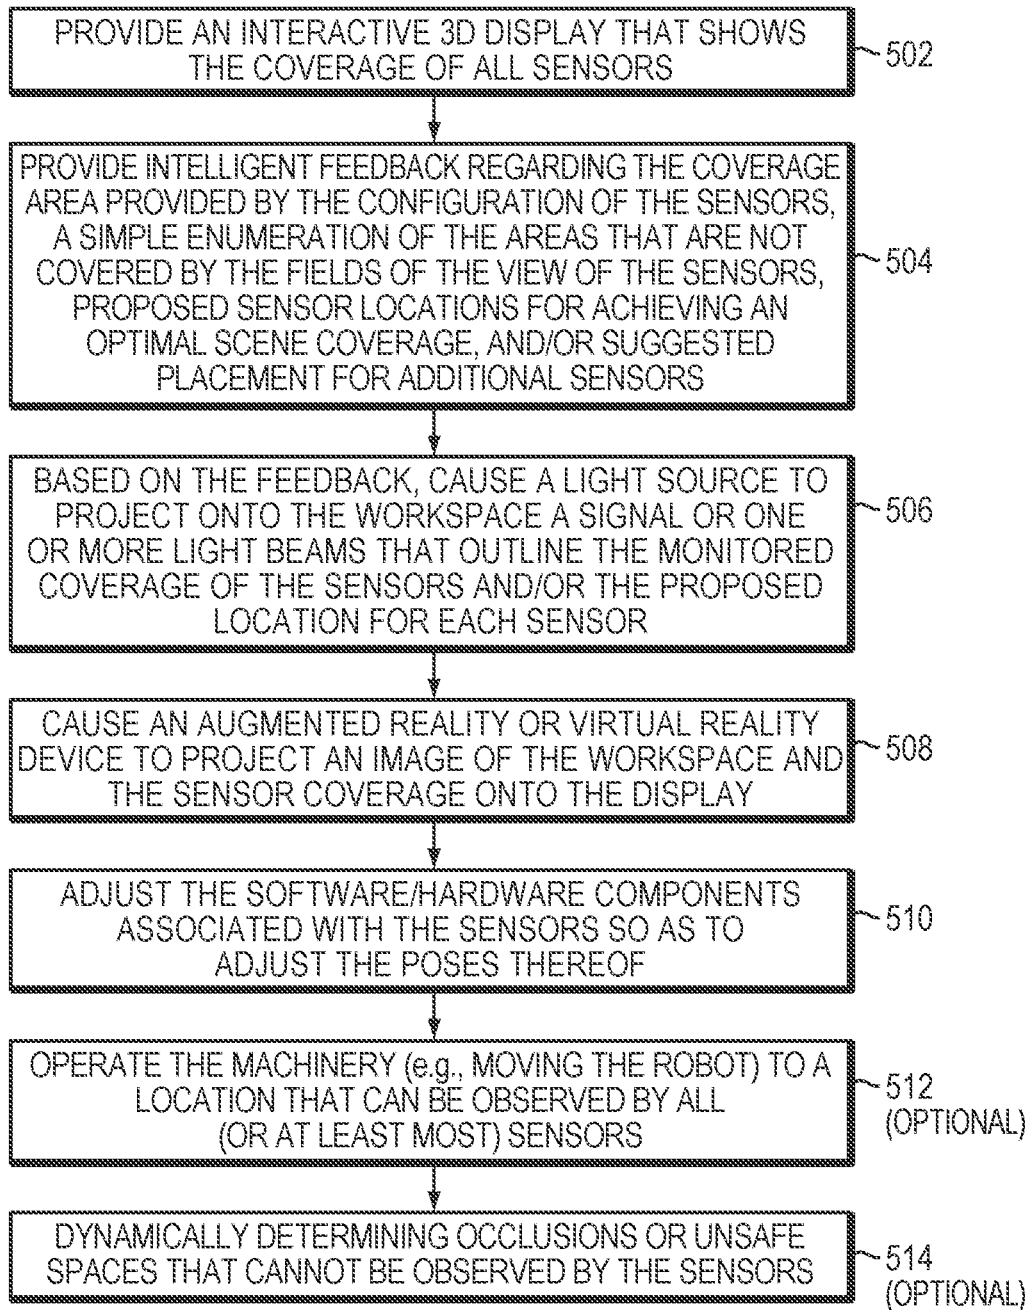 PROVIDE AN INTERACTIVE 3D DISPLAY THAT SHOWS
THE COVERAGE OF ALL SENSORS
502
PROVIDE INTELLIGENT FEEDBACK REGARDING THE COVERAGE
AREA PROVIDED BY THE CONFIGURATION OF THE SENSORS,
A SIMPLE ENUMERATION OF THE AREAS THAT ARE NOT
COVERED BY THE FIELDS OF THE VIEW OF THE SENSORS,
PROPOSED SENSOR LOCATIONS FOR ACHIEVING AN
OPTIMAL SCENE COVERAGE, AND/OR SUGGESTED
PLACEMENT FOR ADDITIONAL SENSORS
504
BASED ON THE FEEDBACK, CAUSE A LIGHT SOURCE TO
PROJECT ONTO THE WORKSPACE A SIGNAL OR ONE
OR MORE LIGHT BEAMS THAT OUTLINE THE MONITORED
COVERAGE OF THE SENSORS AND/OR THE PROPOSED
LOCATION FOR EACH SENSOR
506
CAUSE AN AUGMENTED REALITY OR VIRTUAL REALITY
DEVICE TO PROJECT AN IMAGE OF THE WORKSPACE AND
THE SENSOR COVERAGE ONTO THE DISPLAY
508
ADJUST THE SOFTWARE/HARDWARE COMPONENTS
ASSOCIATED WITH THE SENSORS SO AS TO
ADJUST THE POSES THEREOF
510
OPERATE THE MACHINERY (e.g., MOVING THE ROBOT) TO A
LOCATION THAT CAN BE OBSERVED BY ALL
(OR AT LEAST MOST) SENSORS
512
(OPTIONAL)
DYNAMICALLY DETERMINING OCCLUSIONS OR UNSAFE
SPACES THAT CANNOT BE OBSERVED BY THE SENSORS
514
(OPTIONAL)